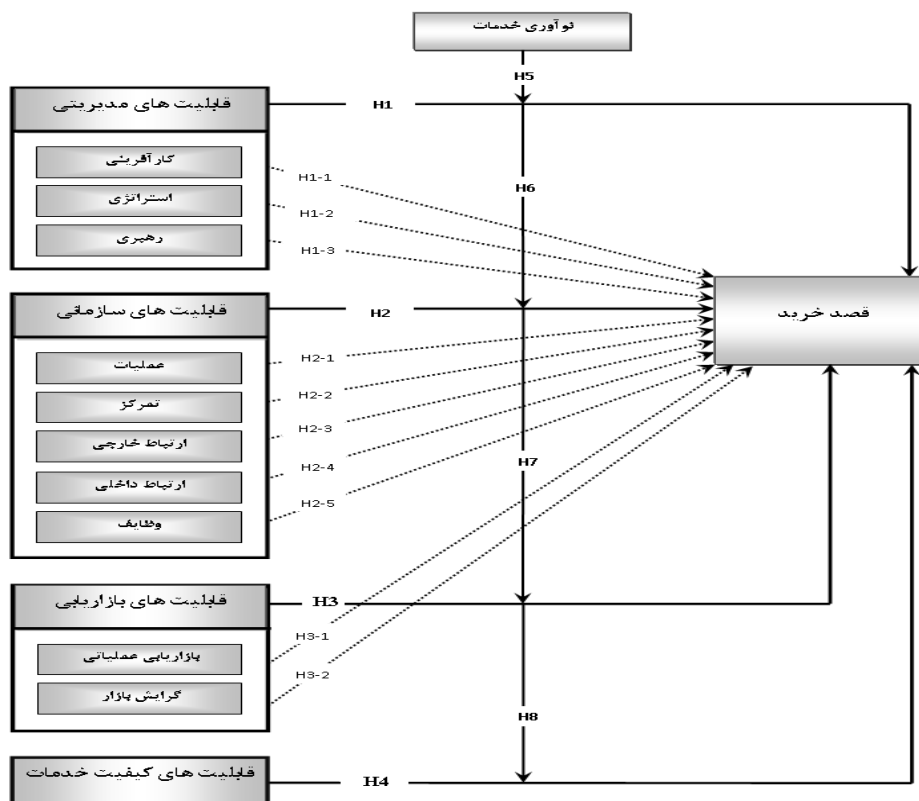 نوآوری خدمات
H5
قابلیت های مدیریتی
H1
کارآفرینی
H1-1
استراتژی
H1-2
رهبری
H1-3
H6
قصد خرید
قابلیت های سازمانی
H2
عملیات
H2-1
تمرکز
H2-2
ارتباط خارجی
H2-3
ارتباط داخلی
H2-4
وظایف
H2-5
H7
قابلیت های بازاریابی
H3
بازاریابی عملیاتی
H3-1
گرایش بازار
H3-2
H8
قابلیت های کیفیت خدمات
H4